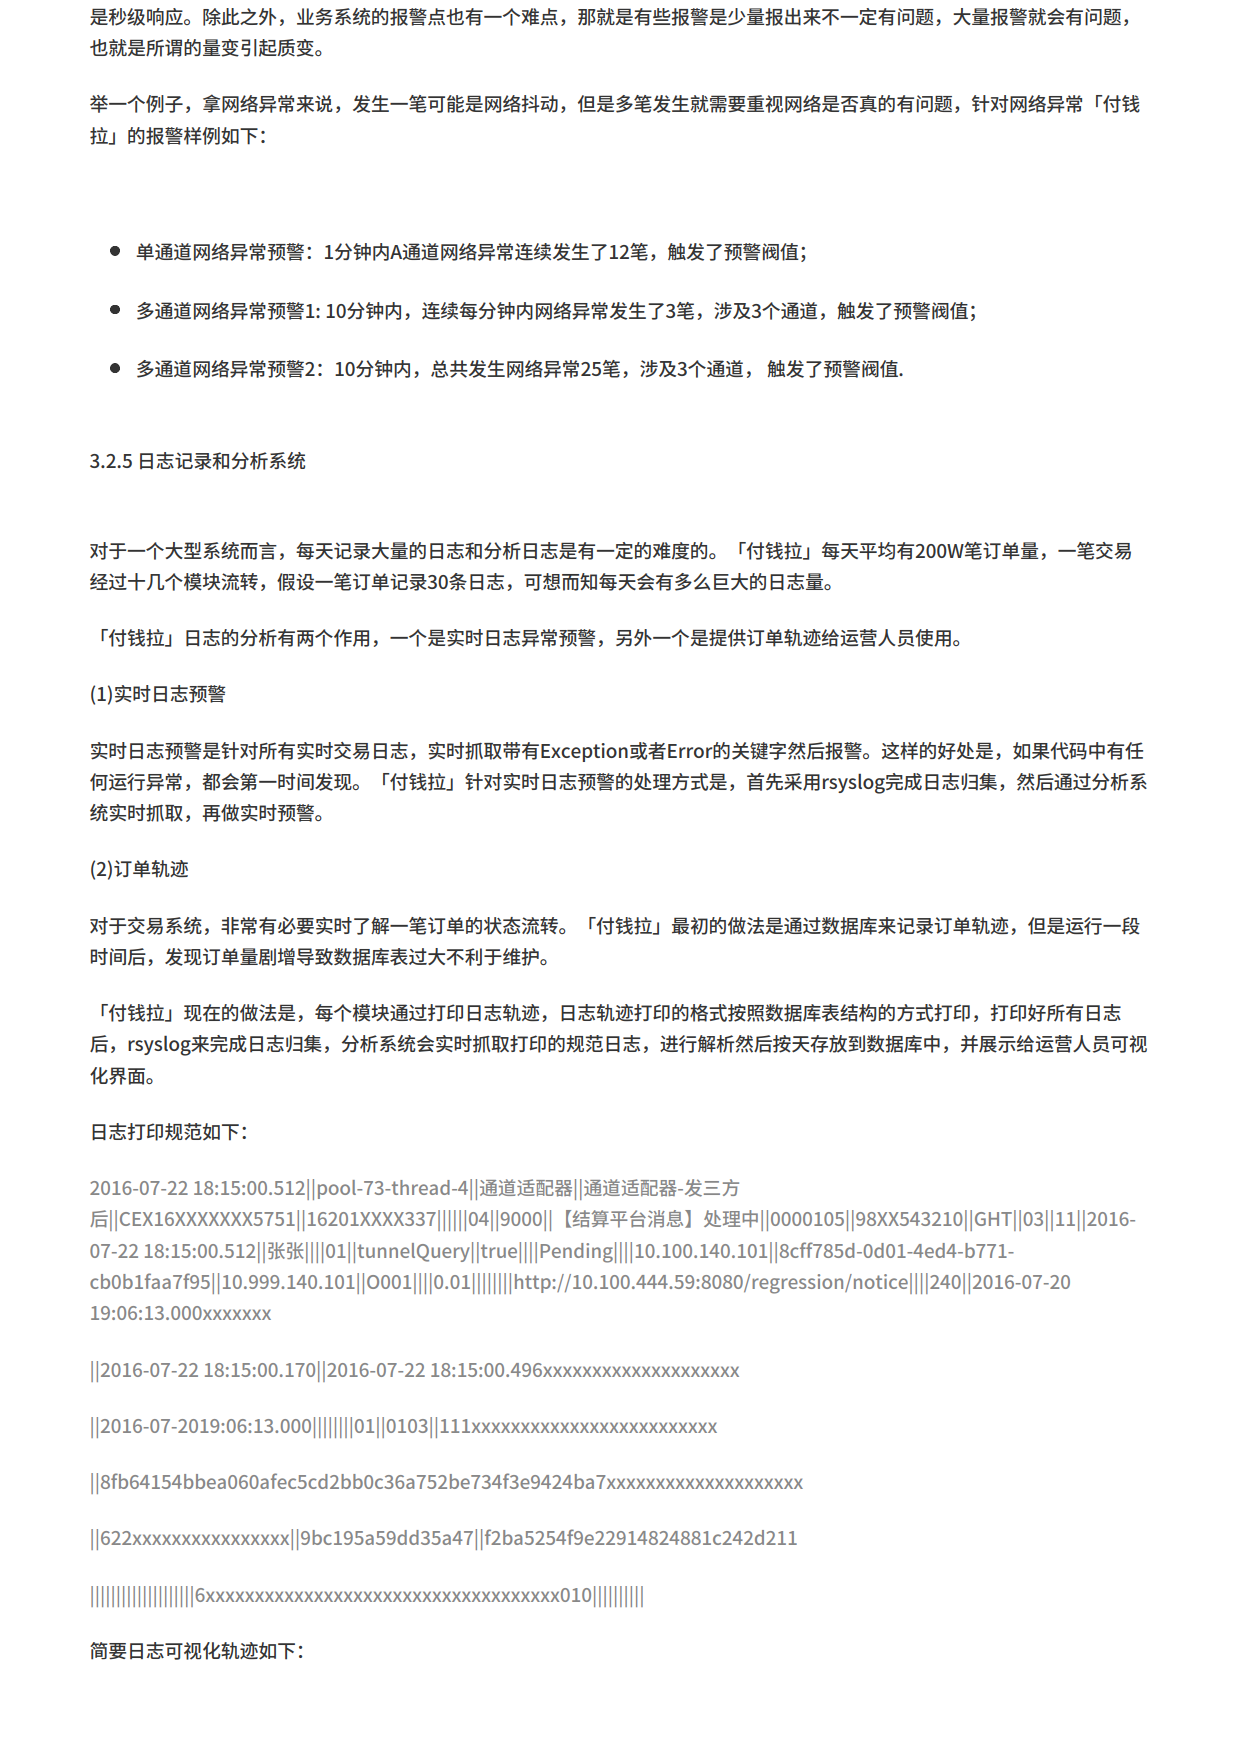 是秒级响应。除此之外，业务系统的报警点也有一个难点，那就是有些报警是少量报出来不一定有问题，大量报警就会有问题，
也就是所谓的量变引起质变。
举一个例子，拿网络异常来说，发生一笔可能是网络抖动，但是多笔发生就需要重视网络是否真的有问题，针对网络异常「付钱
拉」的报警样例如下：
● 单通道网络异常预警：1分钟内A通道网络异常连续发生了12笔，触发了预警阀值；
● 多通道网络异常预警1: 10分钟内，连续每分钟内网络异常发生了3笔，涉及3个通道，触发了预警阀值；
● 多通道网络异常预警2：10分钟内，总共发生网络异常25笔，涉及3个通道， 触发了预警阀值.
3.2.5 日志记录和分析系统
对于一个大型系统而言，每天记录大量的日志和分析日志是有一定的难度的。「付钱拉」每天平均有200W笔订单量，一笔交易
经过十几个模块流转，假设一笔订单记录30条日志，可想而知每天会有多么巨大的日志量。
「付钱拉」日志的分析有两个作用，一个是实时日志异常预警，另外一个是提供订单轨迹给运营人员使用。
(1)实时日志预警
实时日志预警是针对所有实时交易日志，实时抓取带有Exception或者Error的关键字然后报警。这样的好处是，如果代码中有任
何运行异常，都会第一时间发现。「付钱拉」针对实时日志预警的处理方式是，首先采用rsyslog完成日志归集，然后通过分析系
统实时抓取，再做实时预警。
(2)订单轨迹
对于交易系统，非常有必要实时了解一笔订单的状态流转。「付钱拉」最初的做法是通过数据库来记录订单轨迹，但是运行一段
时间后，发现订单量剧增导致数据库表过大不利于维护。
「付钱拉」现在的做法是，每个模块通过打印日志轨迹，日志轨迹打印的格式按照数据库表结构的方式打印，打印好所有日志
后，rsyslog来完成日志归集，分析系统会实时抓取打印的规范日志，进行解析然后按天存放到数据库中，并展示给运营人员可视
化界面。
日志打印规范如下：
2016-07-22 18:15:00.512||pool-73-thread-4||通道适配器||通道适配器-发三方
后||CEX16XXXXXXX5751||16201XXXX337||||||04||9000||【结算平台消息】处理中||0000105||98XX543210||GHT||03||11||2016-
07-22 18:15:00.512||张张||||01||tunnelQuery||true||||Pending||||10.100.140.101||8cff785d-0d01-4ed4-b771-
cb0b1faa7f95||10.999.140.101||O001||||0.01||||||||http://10.100.444.59:8080/regression/notice||||240||2016-07-20
19:06:13.000xxxxxxx
||2016-07-22 18:15:00.170||2016-07-22 18:15:00.496xxxxxxxxxxxxxxxxxxxx
||2016-07-2019:06:13.000||||||||01||0103||111xxxxxxxxxxxxxxxxxxxxxxxxx
||8fb64154bbea060afec5cd2bb0c36a752be734f3e9424ba7xxxxxxxxxxxxxxxxxxxx
||622xxxxxxxxxxxxxxxx||9bc195a59dd35a47||f2ba5254f9e22914824881c242d211
||||||||||||||||||||6xxxxxxxxxxxxxxxxxxxxxxxxxxxxxxxxxxxx010||||||||||
简要日志可视化轨迹如下：